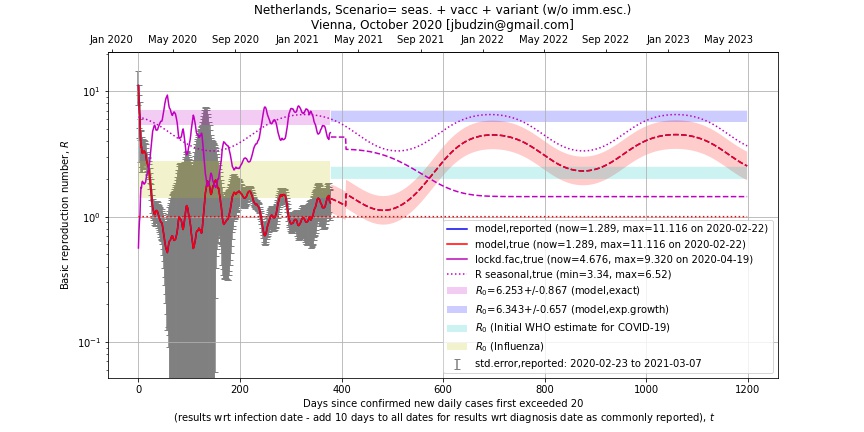 Netherlands, Scenario= seas. + vacc + variant (w/o imm.esc.)
Vienna, October 2020 [jbudzin@gmail.com]
Jan 2020 May 2020 Sep 2020 Jan 2021 May 2021 Sep 2021 Jan 2022 May 2022 Sep 2022 Jan 2023 May 2023
Basic reproduction number, R
10¹
10⁰
10⁻¹
model,reported (now=1.289, max=11.116 on 2020-02-22)
model,true (now=1.289, max=11.116 on 2020-02-22)
lockd.fac,true (now=4.676, max=9.320 on 2020-04-19)
R seasonal,true (min=3.34, max=6.52)
R₀=6.253+/-0.867 (model,exact)
R₀=6.343+/-0.657 (model,exp.growth)
R₀ (Initial WHO estimate for COVID-19)
R₀ (Influenza)
std.error,reported: 2020-02-23 to 2021-03-07
0 200 400 600 800 1000 1200
Days since confirmed new daily cases first exceeded 20
(results wrt infection date - add 10 days to all dates for results wrt diagnosis date as commonly reported), t